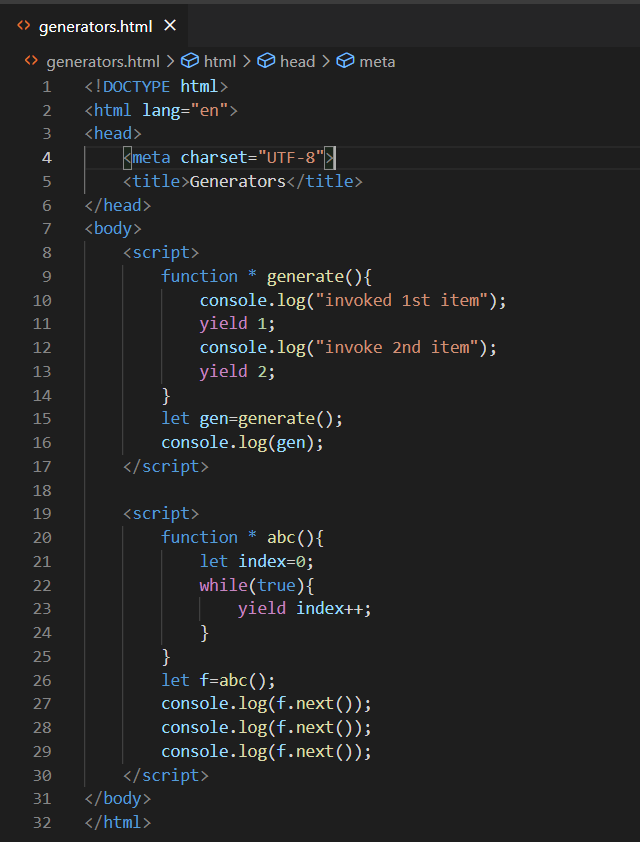 generators.html
generators.html > html > head > meta
1 <!DOCTYPE html>
2 <html lang="en">
3 <head>
4     <meta charset="UTF-8">
5     <title>Generators</title>
6 </head>
7 <body>
8     <script>
9         function * generate(){
10             console.log("invoked 1st item");
11             yield 1;
12             console.log("invoke 2nd item");
13             yield 2;
14         }
15         let gen=generate();
16         console.log(gen);
17     </script>
18
19     <script>
20         function * abc(){
21             let index=0;
22             while(true){
23                 yield index++;
24             }
25         }
26         let f=abc();
27         console.log(f.next());
28         console.log(f.next());
29         console.log(f.next());
30     </script>
31 </body>
32 </html>